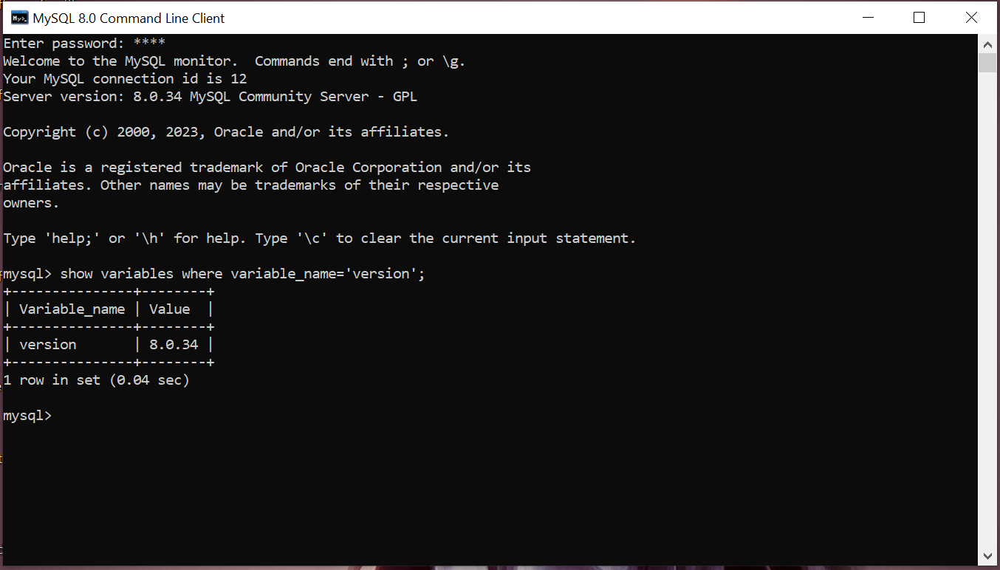 MySQL 8.0 Command Line Client
Enter password: ****
Welcome to the MySQL monitor.  Commands end with ; or \g.
Your MySQL connection id is 12
Server version: 8.0.34 MySQL Community Server - GPL
Copyright (c) 2000, 2023, Oracle and/or its affiliates.
Oracle is a registered trademark of Oracle Corporation and/or its
affiliates. Other names may be trademarks of their respective
owners.
Type 'help;' or '\h' for help. Type '\c' to clear the current input statement.
mysql> show variables where variable_name='version';
+---------------+--------+
| Variable_name | Value  |
+---------------+--------+
| version       | 8.0.34 |
+---------------+--------+
1 row in set (0.04 sec)
mysql>